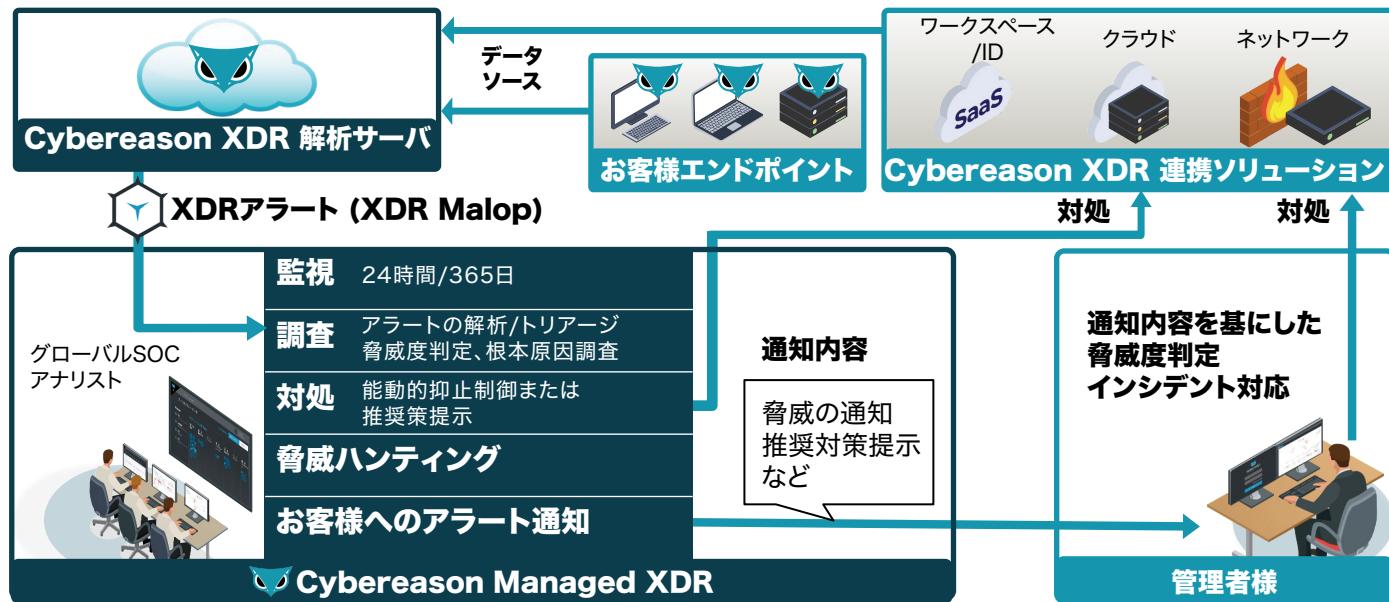 Cybereason XDR 解析サーバ
データ
ソース
お客様エンドポイント
ワークスペース
/ID
クラウド
ネットワーク
SaaS
Cybereason XDR 連携ソリューション
XDRアラート (XDR Malop)
対処
対処
グローバルSOC
アナリスト
監視 24時間/365日
調査 アラートの解析/トリアージ
脅威度判定、根本原因調査
対処 能動的抑止制御または
推奨策提示
脅威ハンティング
お客様へのアラート通知
Cybereason Managed XDR
通知内容
脅威の通知
推奨対策提示
など
通知内容を基にした
脅威度判定
インシデント対応
管理者様